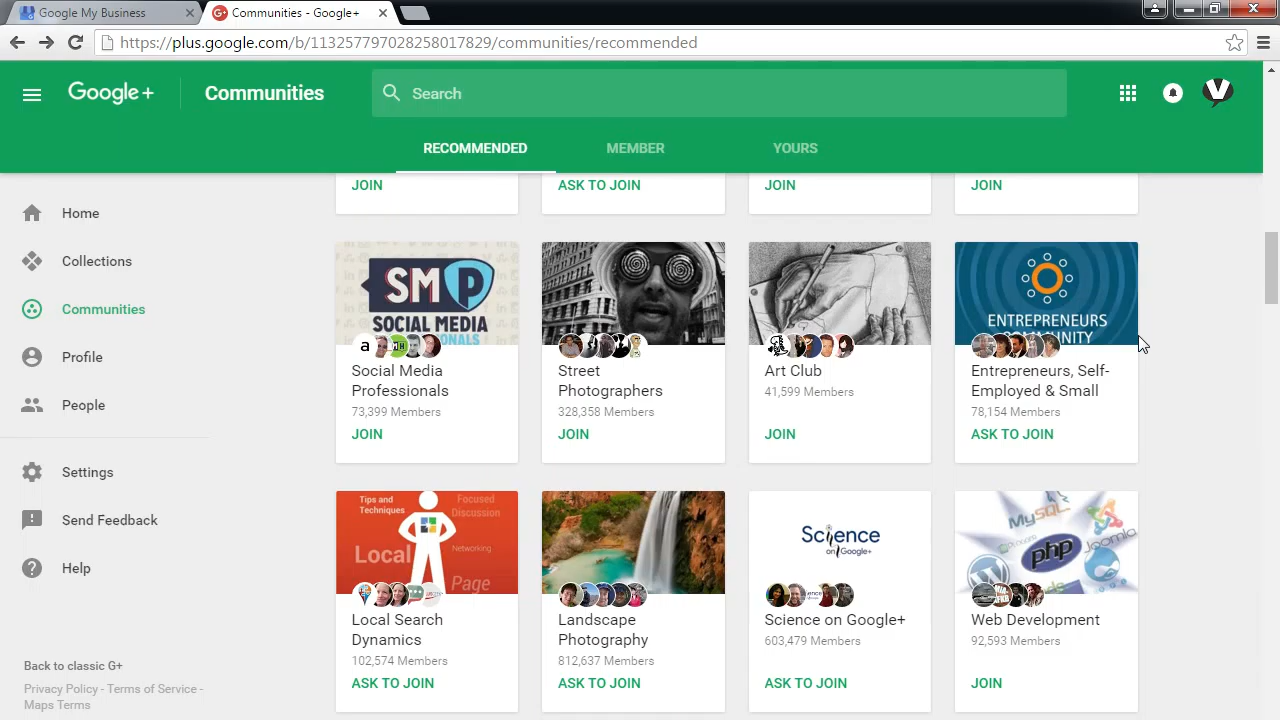 Google My Business
Communities - Google+
https://plus.google.com/b/113257797028258017829/communities/recommended
Google+
Communities
Search
RECOMMENDED
MEMBER
YOURS
Home
Collections
Communities
Profile
People
Settings
Send Feedback
Help
Back to classic G+
Privacy Policy - Terms of Service -
Maps Terms
JOIN
ASK TO JOIN
JOIN
JOIN
SMP
SOCIAL MEDIA
Social Media
Professionals
73,399 Members
JOIN
Street
Photographers
328,358 Members
JOIN
Art Club
41,599 Members
JOIN
ENTREPRENEURS
COMMUNITY
Entrepreneurs, Self-
Employed & Small
78,154 Members
ASK TO JOIN
Tips and
Techniques
Focused
Discussion
Local
Networking
Page
Local Search
Dynamics
102,574 Members
ASK TO JOIN
Landscape
Photography
812,637 Members
ASK TO JOIN
Science
on Google+
Science on Google+
603,479 Members
ASK TO JOIN
MySQL
php
Joomla
Web Development
92,593 Members
JOIN